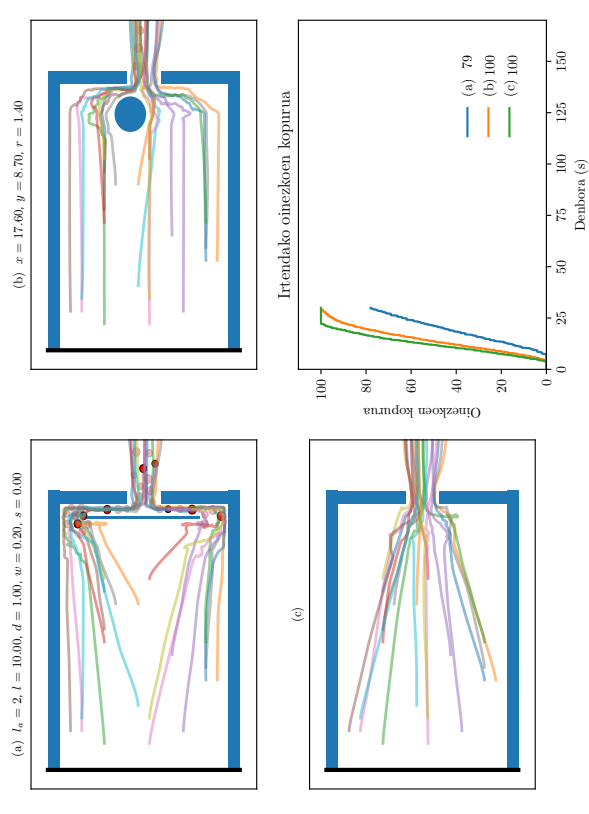 (a) $l_a = 2$, $l = 10.00$, $d = 1.00$, $w = 0.20$, $s = 0.00$
(b) $x = 17.60$, $y = 8.70$, $r = 1.40$
(c)
Irtendako oinezkoen kopurua
Oinezkoen kopurua
100
80
60
40
20
0
(a) 79
(b) 100
(c) 100
0 25 50 75 100 125 150
Denbora (s)